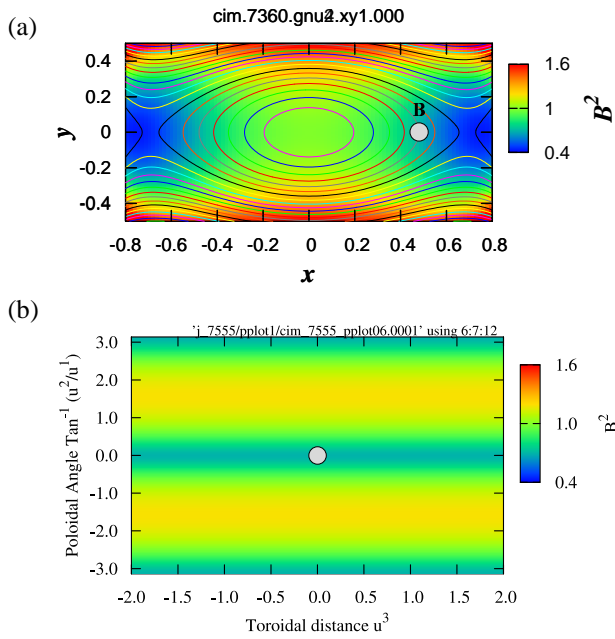 (a)
cim.7360.gnu2.xy1.000
0.4
0.2
0
-0.2
-0.4
y
B
-0.8 -0.6 -0.4 -0.2 0 0.2 0.4 0.6 0.8
x
1.6
1
0.4
B²
(b)
'j_7555/pplot1/cim_7555_pplot06.0001' using 6:7:12
3.0
2.0
1.0
0.0
-1.0
-2.0
-3.0
Poloidal Angle Tan⁻¹ (u²/u¹)
-2.0 -1.5 -1.0 -0.5 0.0 0.5 1.0 1.5 2.0
Toroidal distance u³
1.6
1.0
0.4
B²